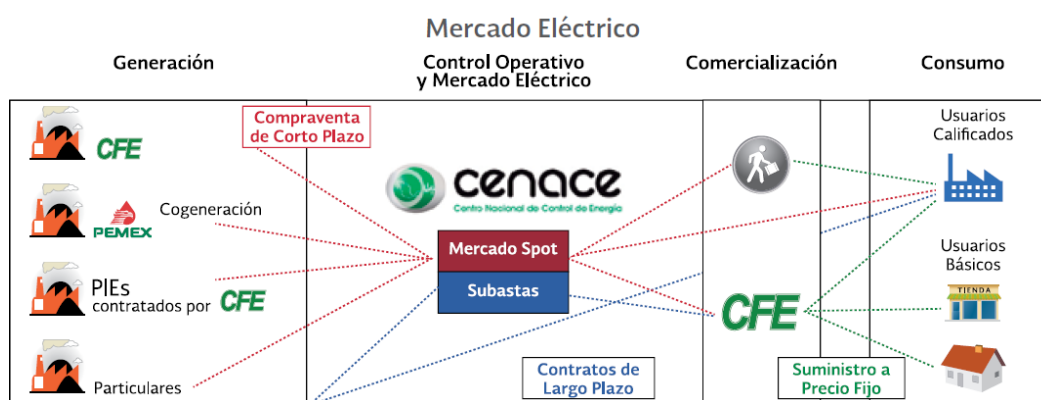 Mercado Eléctrico
Generación
Control Operativo
y Mercado Eléctrico
Comercialización
Consumo
CFE
PEMEX
Cogeneración
PIEs
contratados por CFE
Particulares
Compraventa
de Corto Plazo
cenace
Centro Nacional de Control de Energía
Mercado Spot
Subastas
Contratos de
Largo Plazo
CFE
Suministro a
Precio Fijo
Usuarios
Calificados
Usuarios
Básicos
TIENDA